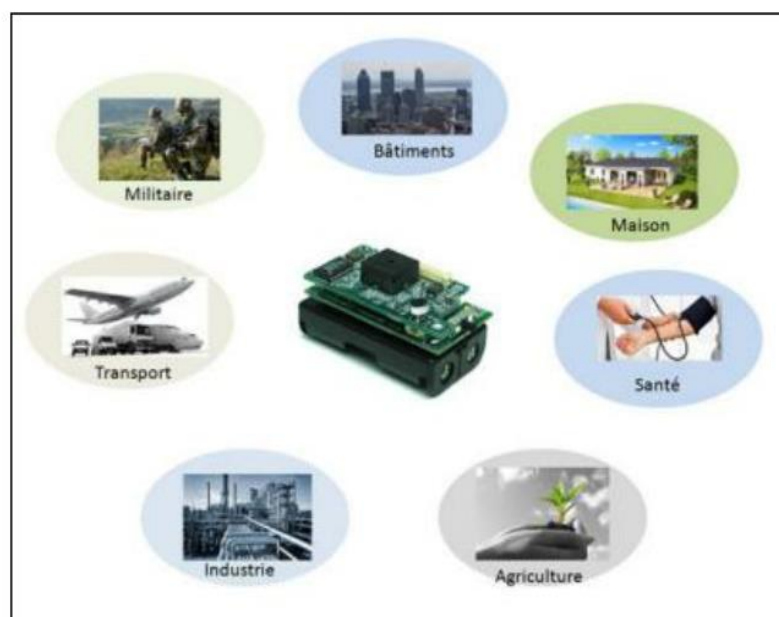 Bâtiments
Militaire
Maison
Transport
Santé
Industrie
Agriculture